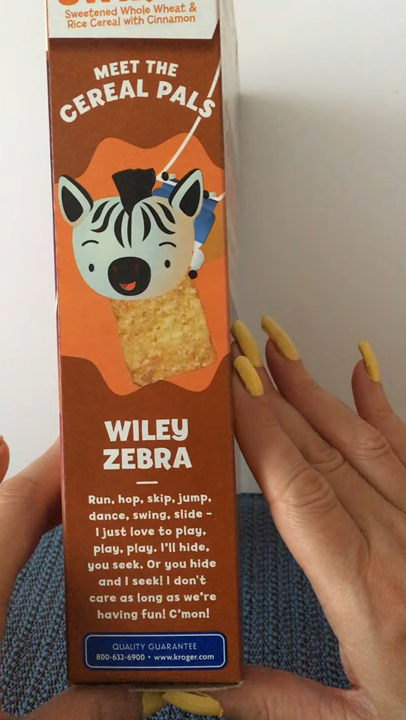 Sweetened Whole Wheat &
Rice Cereal with Cinnamon
MEET THE
CEREAL PALS
WILEY
ZEBRA
Run, hop, skip, jump,
dance, swing, slide –
I just love to play,
play, play. I'll hide,
you seek. Or you hide
and I seek! I don't
care as long as we're
having fun! C'mon!
QUALITY GUARANTEE
800-632-6900 • www.kroger.com